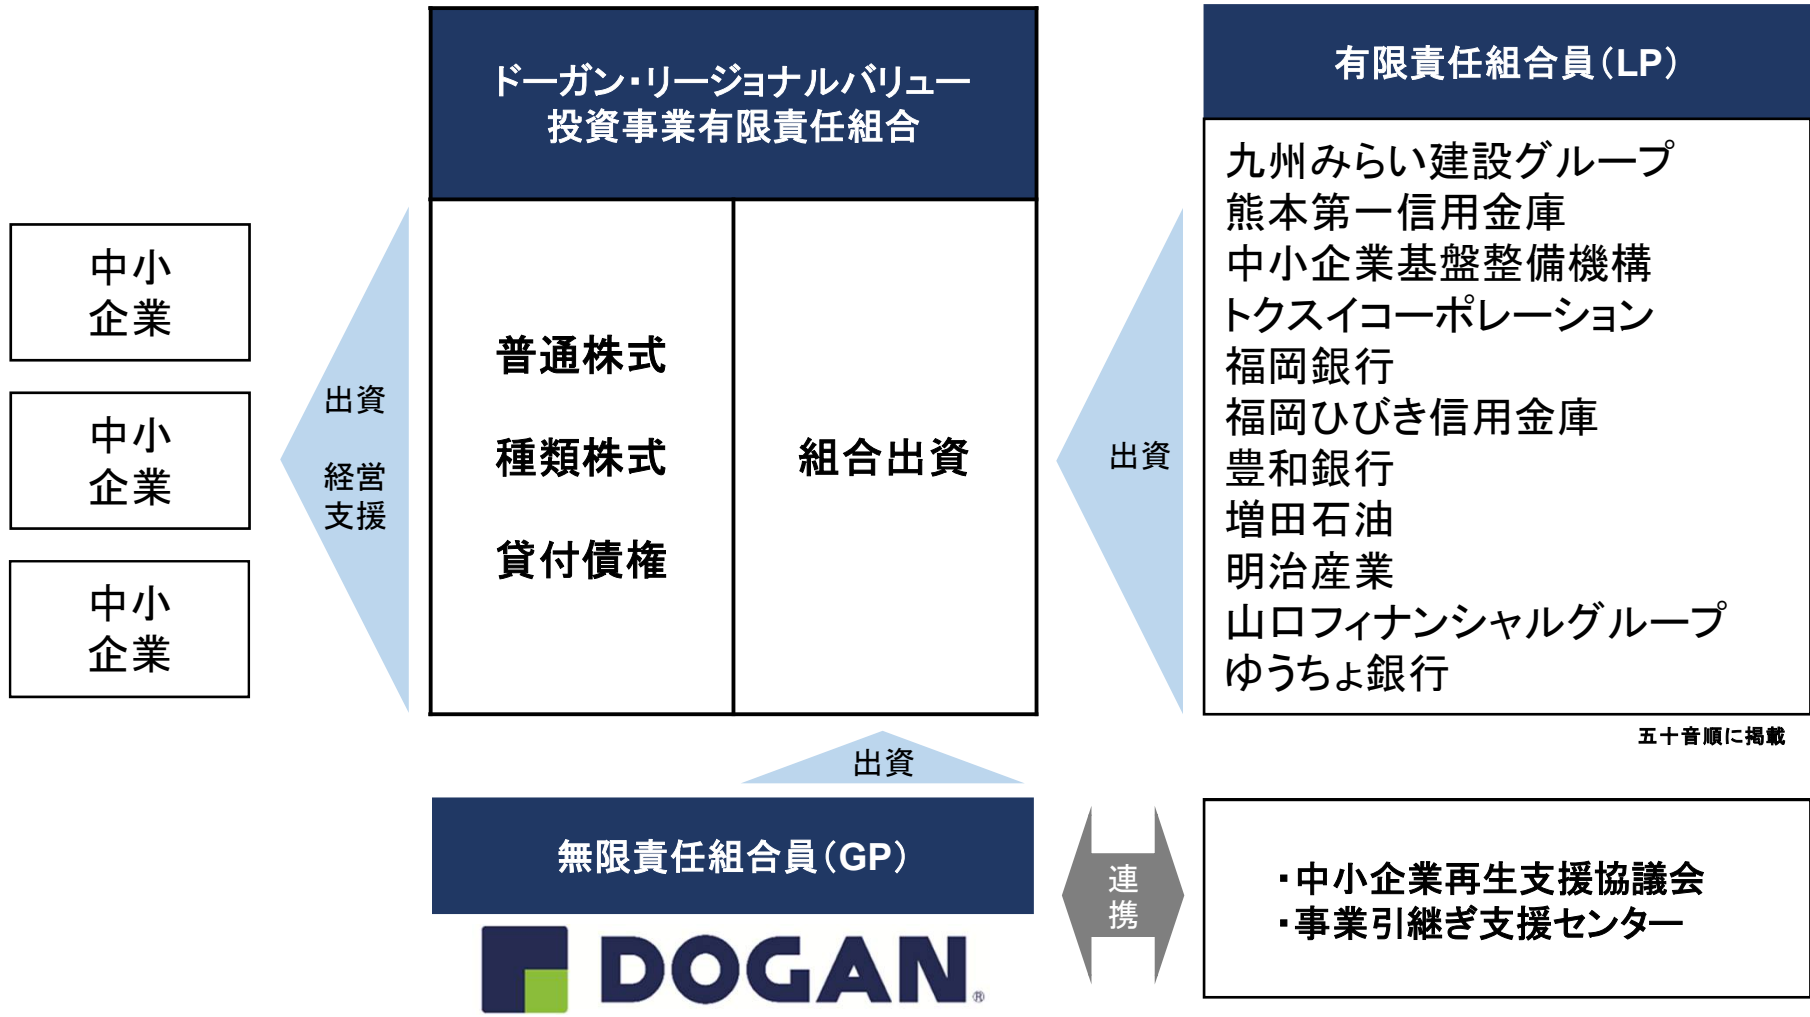 ドーガン・リージョナルバリュー
投資事業有限責任組合
有限責任組合員（LP）
中小
企業
中小
企業
中小
企業
出資
経営
支援
普通株式
種類株式
貸付債権
組合出資
出資
九州みらい建設グループ
熊本第一信用金庫
中小企業基盤整備機構
トクスイコーポレーション
福岡銀行
福岡ひびき信用金庫
豊和銀行
増田石油
明治産業
山口フィナンシャルグループ
ゆうちょ銀行
五十音順に掲載
出資
無限責任組合員（GP）
DOGAN®
連
携
・中小企業再生支援協議会
・事業引継ぎ支援センター